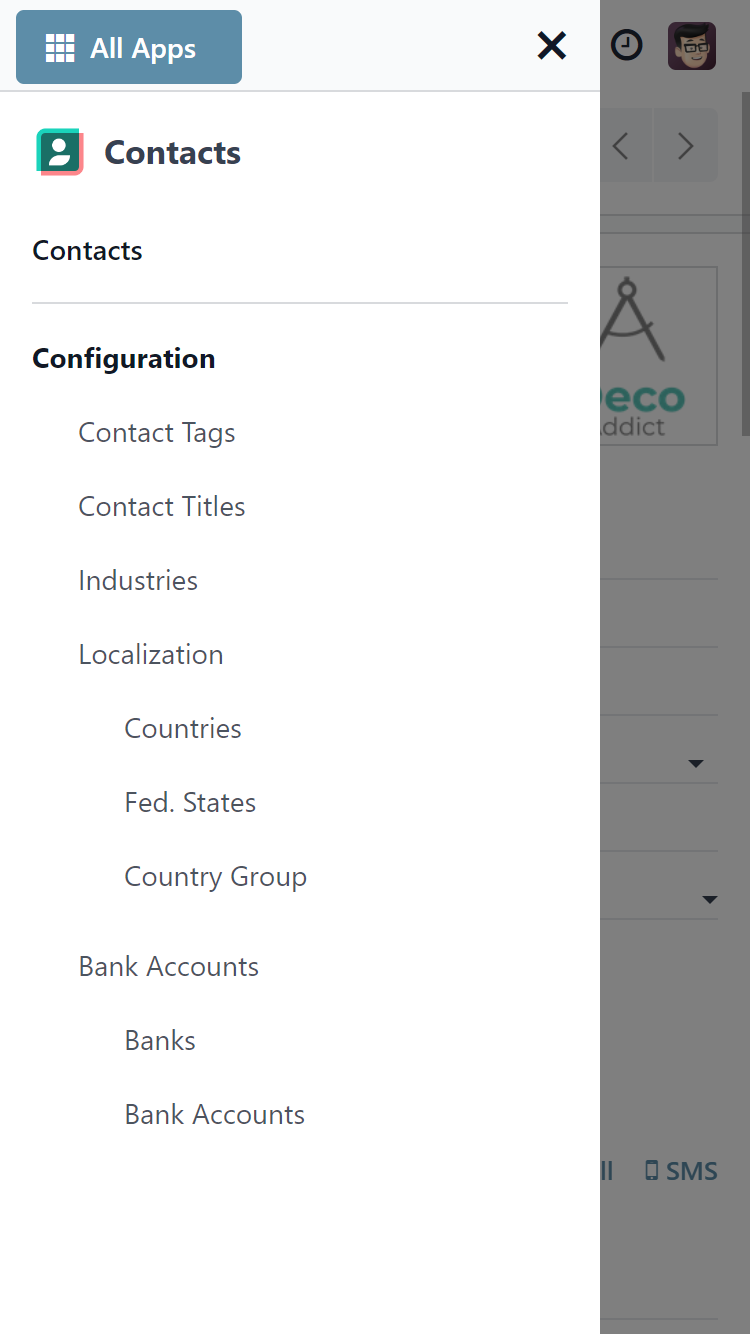 All Apps
Contacts
Contacts
Configuration
Contact Tags
Contact Titles
Industries
Localization
Countries
Fed. States
Country Group
Bank Accounts
Banks
Bank Accounts
eco
ddict
ll
SMS